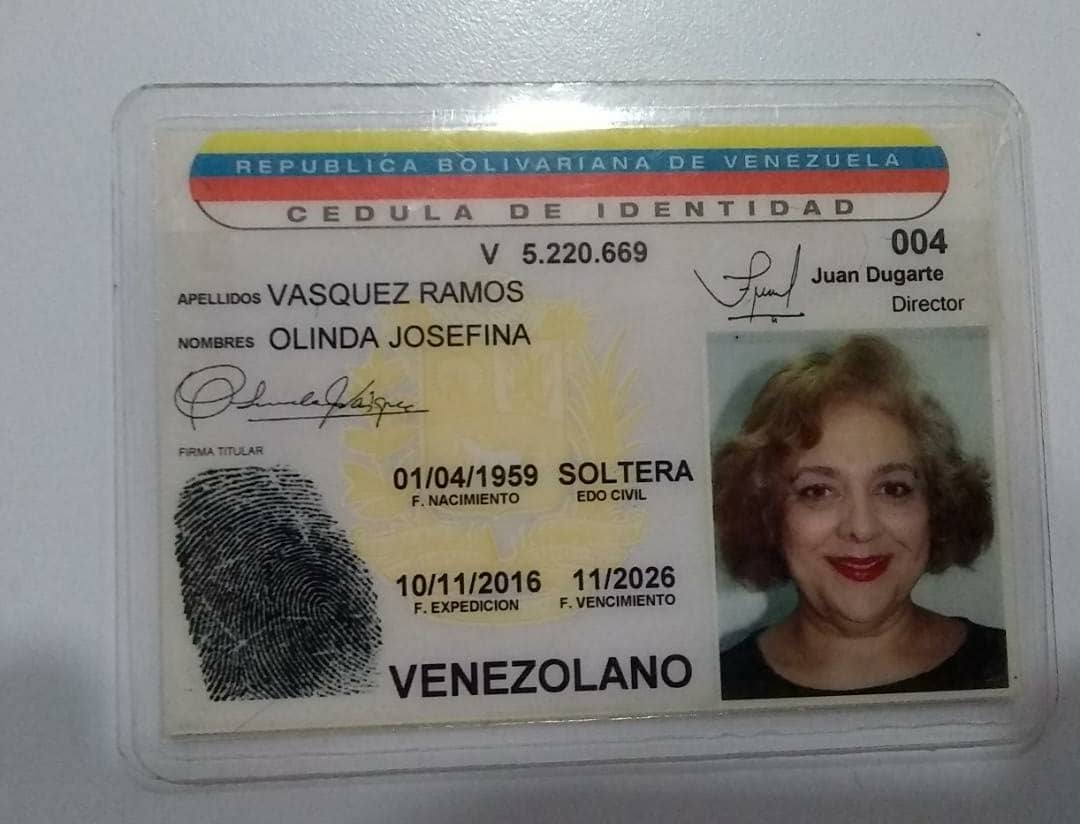 REPUBLICA BOLIVARIANA DE VENEZUELA
CEDULA DE IDENTIDAD
V 5.220.669
004
Juan Dugarte
Director
APELLIDOS VASQUEZ RAMOS
NOMBRES OLINDA JOSEFINA
FIRMA TITULAR
01/04/1959 SOLTERA
F. NACIMIENTO EDO CIVIL
10/11/2016 11/2026
F. EXPEDICION F. VENCIMIENTO
VENEZOLANO